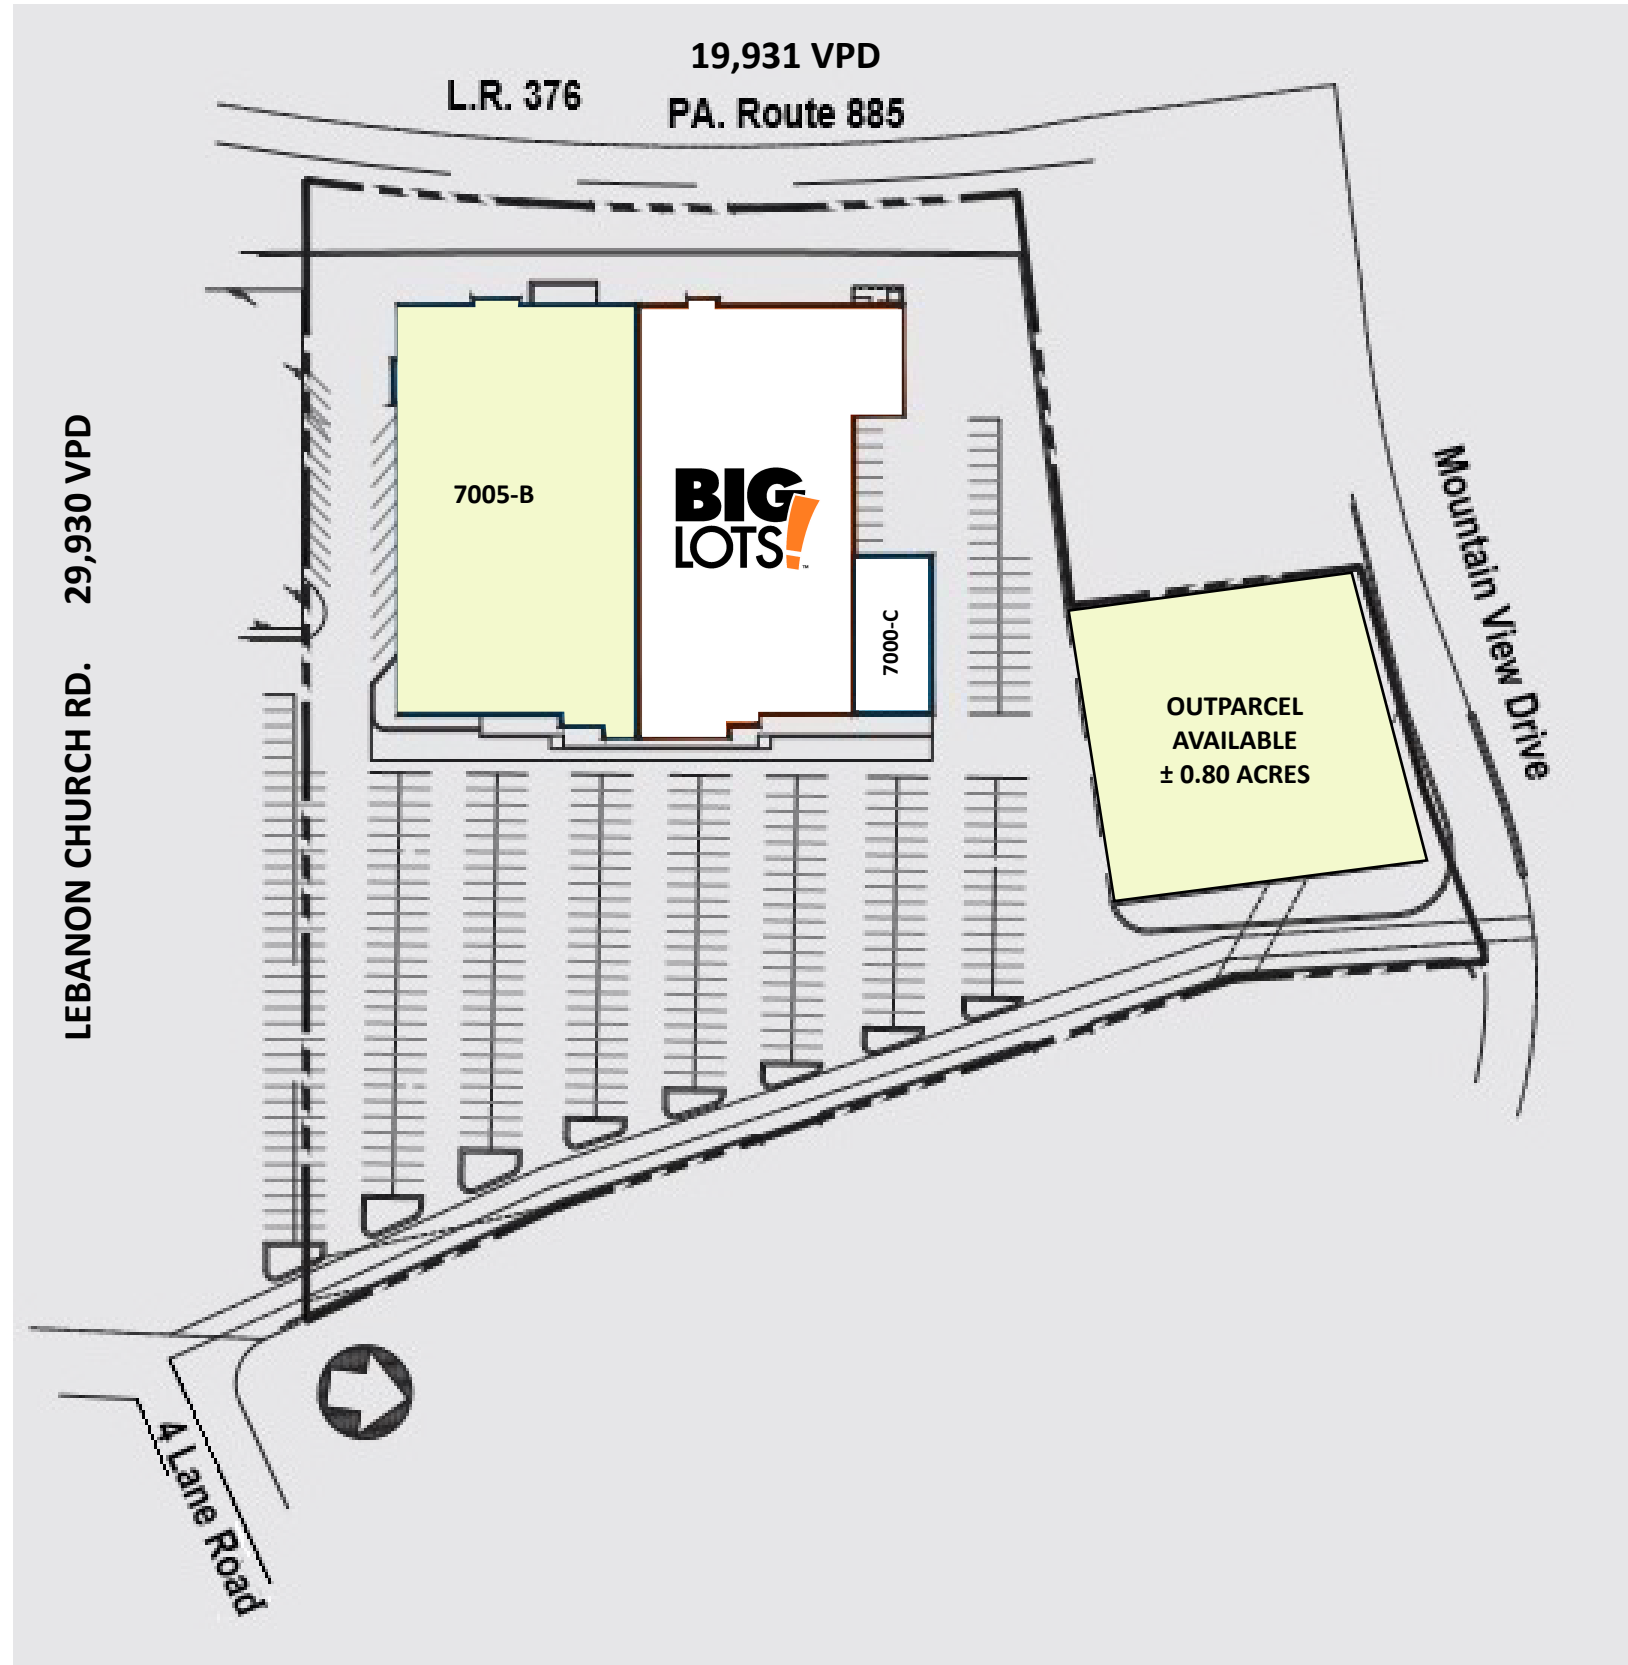 19,931 VPD
L.R. 376
PA. Route 885
LEBANON CHURCH RD. 29,930 VPD
7005-B
BIG
LOTS!
™
7000-C
Mountain View Drive
OUTPARCEL
AVAILABLE
± 0.80 ACRES
4 Lane Road